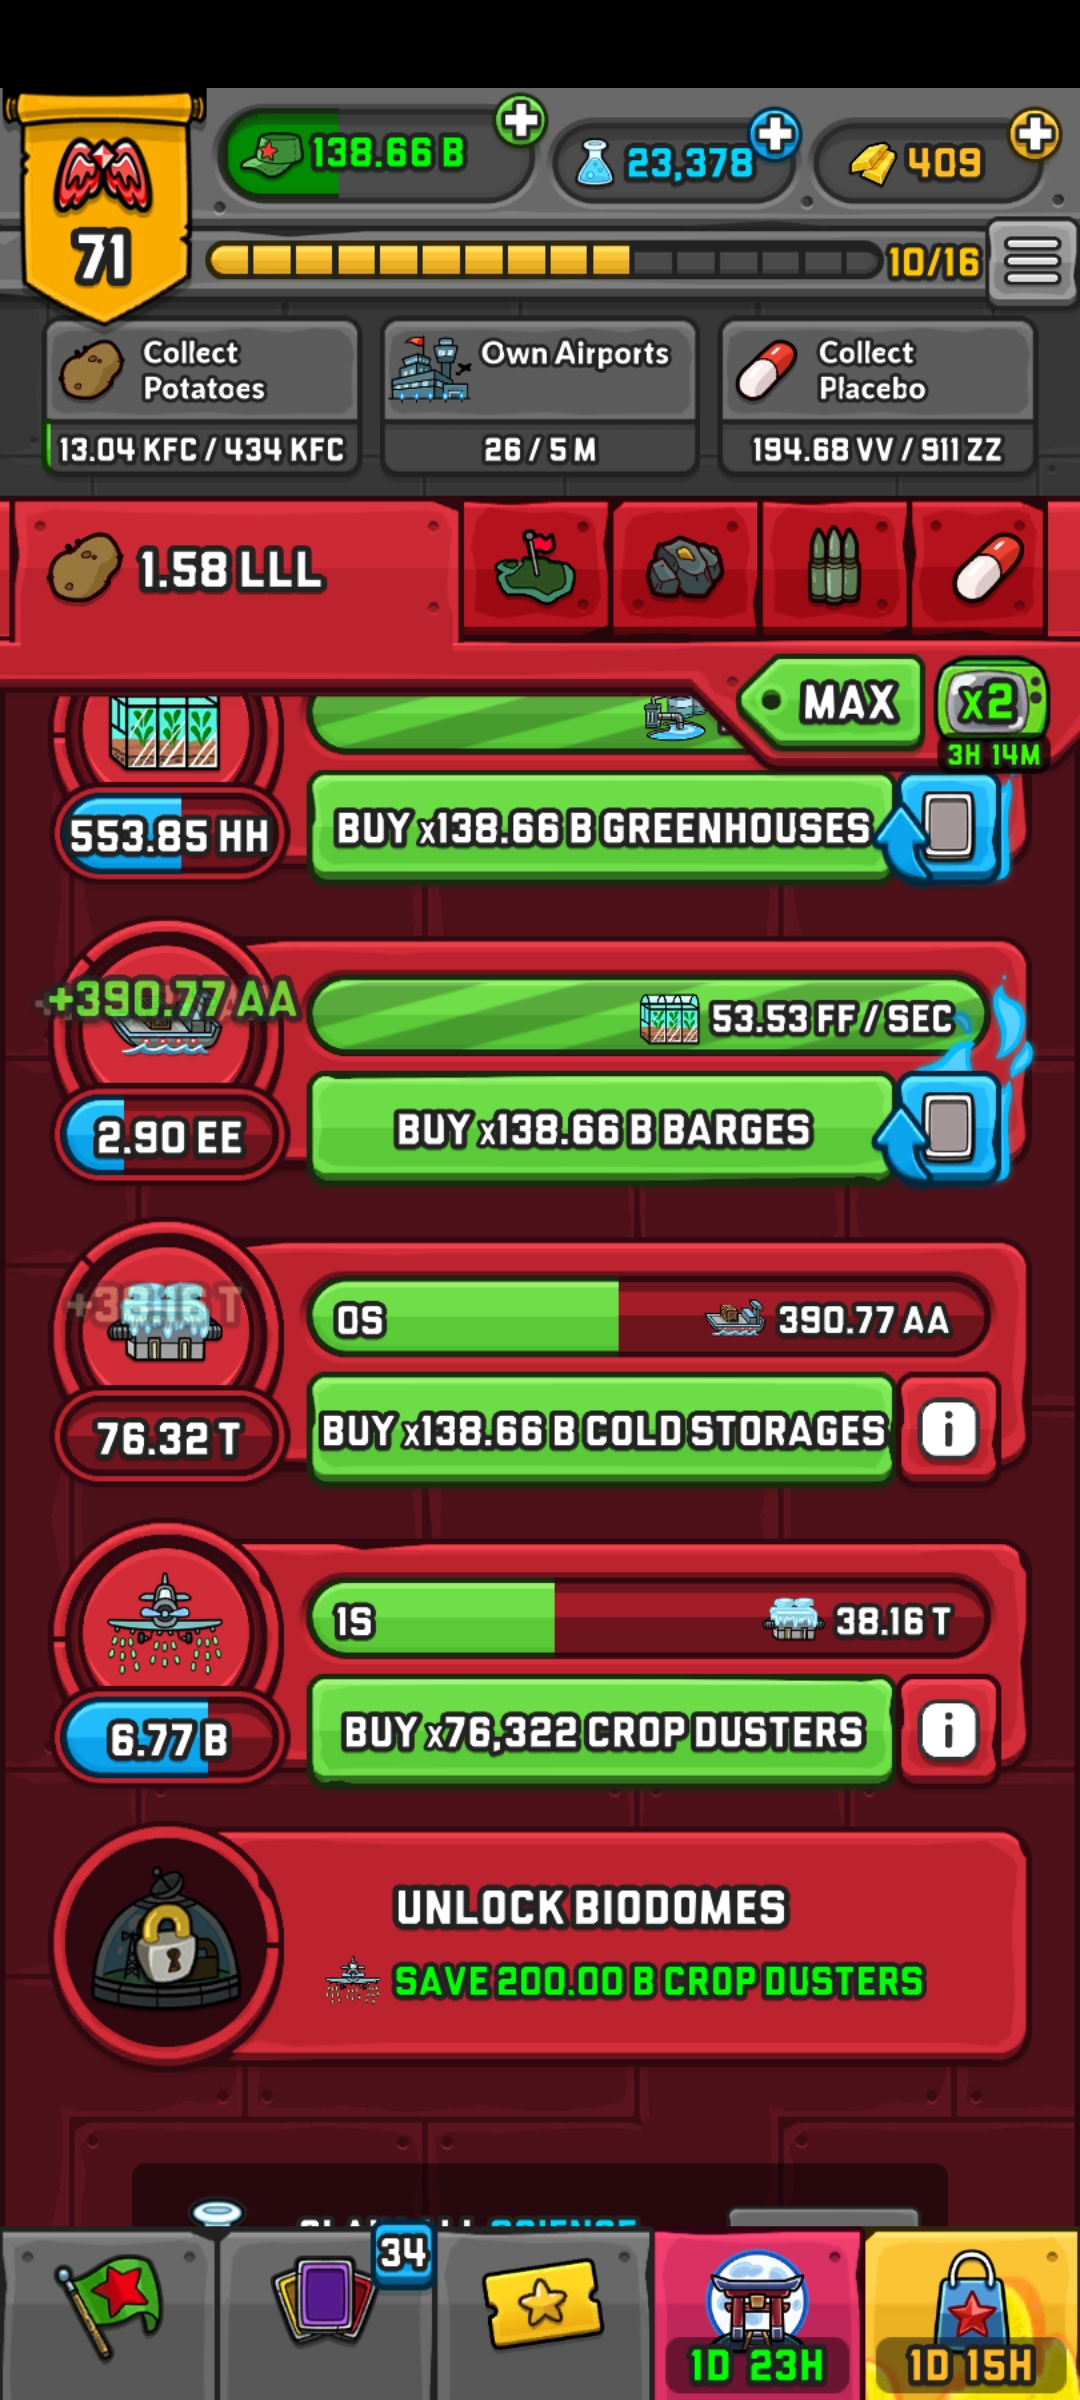 71
138.66 B
23,378
409
10/16
Collect
Potatoes
13.04 KFC / 434 KFC
Own Airports
26 / 5 M
Collect
Placebo
194.68 VV / 911 ZZ
1.58 LLL
MAX
x2
3H 14M
553.85 HH
BUY x138.66 B GREENHOUSES
+390.77 AA
53.53 FF / SEC
2.90 EE
BUY x138.66 B BARGES
+38.16 T
0S
390.77 AA
76.32 T
BUY x138.66 B COLD STORAGES
i
1S
38.16 T
6.77 B
BUY x76,322 CROP DUSTERS
i
UNLOCK BIODOMES
SAVE 200.00 B CROP DUSTERS
34
1D 23H
1D 15H